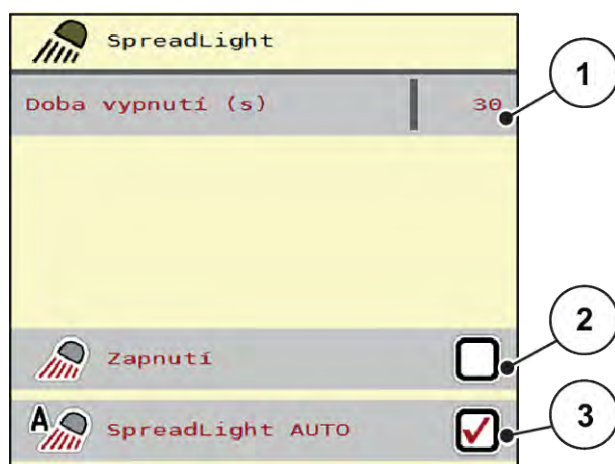 SpreadLight
Doba vypnutí (s) 30
1
Zapnutí
2
A
SpreadLight AUTO
3